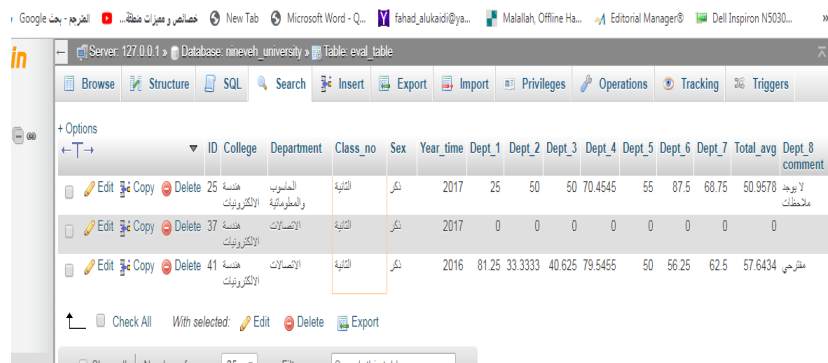 Google المترجم - بحث خصائص و مميزات منطقة... New Tab Microsoft Word - Q... fahad_alukaidi@ya... Malallah, Offline Ha... Editorial Manager® Dell Inspiron N5030... »
in Server: 127.0.0.1 » Database: nineveh_university » Table: eval_table
Browse Structure SQL Search Insert Export Import Privileges Operations Tracking Triggers
+ Options
←T→ ▼ ID College Department Class_no Sex Year_time Dept_1 Dept_2 Dept_3 Dept_4 Dept_5 Dept_6 Dept_7 Total_avg Dept_8
comment
Edit Copy Delete 25 هندسة الحاسوب الثانية ذكر 2017 25 50 50 70.4545 55 87.5 68.75 50.9578 لا يوجد
الالكترونيات والمعلوماتية ملاحظات
Edit Copy Delete 37 هندسة الاتصالات الثانية ذكر 2017 0 0 0 0 0 0 0 0
الالكترونيات
Edit Copy Delete 41 هندسة الاتصالات الثانية ذكر 2016 81.25 33.3333 40.625 79.5455 50 56.25 62.5 57.6434 مقترحي
الالكترونيات
Check All With selected: Edit Delete Export